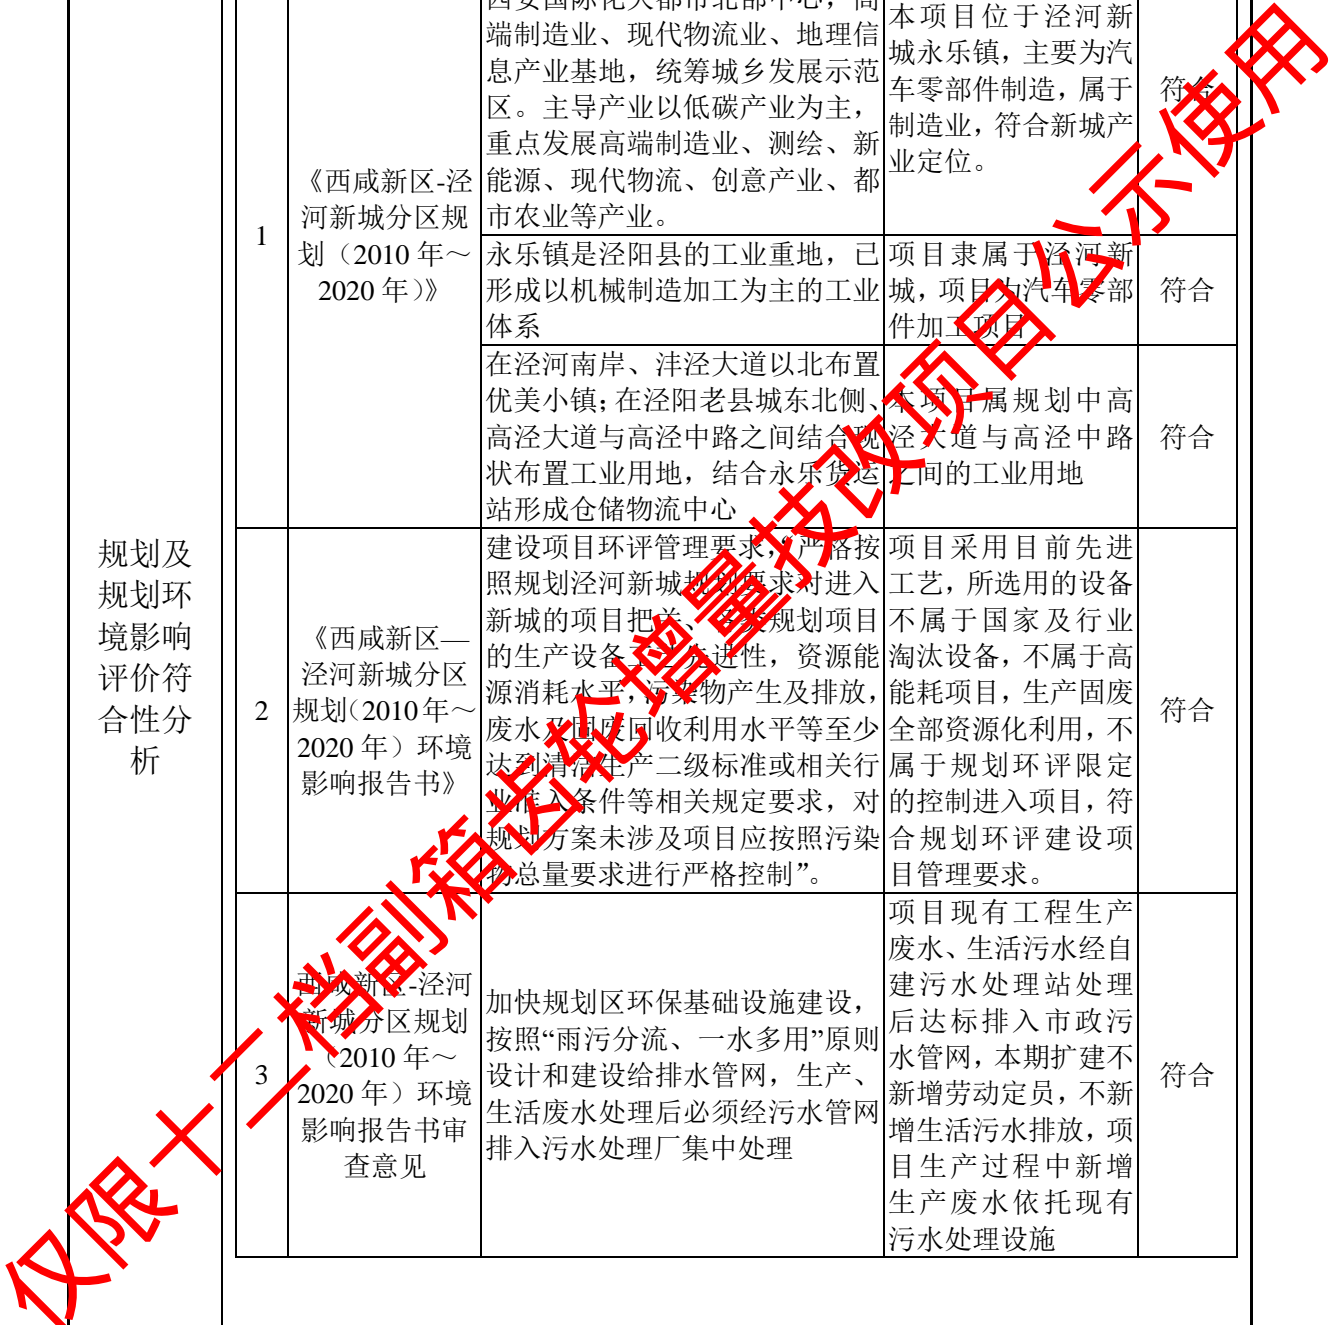 规划及
规划环
境影响
评价符
合性分
析
1
《西咸新区-泾
河新城分区规
划（2010 年～
2020 年）》
端制造业、现代物流业、地理信
息产业基地，统筹城乡发展示范
区。主导产业以低碳产业为主，
重点发展高端制造业、测绘、新
能源、现代物流、创意产业、都
市农业等产业。
本项目位于泾河新
城永乐镇，主要为汽
车零部件制造，属于
制造业，符合新城产
业定位。
符合
永乐镇是泾阳县的工业重地，已
形成以机械制造加工为主的工业
体系
项目隶属于泾河新
城，项目为汽车零部
件加工项目
符合
在泾河南岸、沣泾大道以北布置
优美小镇；在泾阳老县城东北侧、
高泾大道与高泾中路之间结合现
状布置工业用地，结合永乐货运
站形成仓储物流中心
本项目属规划中高
泾大道与高泾中路
之间的工业用地
符合
2
《西咸新区—
泾河新城分区
规划（2010 年～
2020 年）环境
影响报告书》
建设项目环评管理要求，“严格按
照规划泾河新城规划要求对进入
新城的项目把关、各类规划项目
的生产设备工艺先进性，资源能
源消耗水平，污染物产生及排放，
废水及固废回收利用水平等至少
达到清洁生产二级标准或相关行
业准入条件等相关规定要求，对
规划方案未涉及项目应按照污染
物总量要求进行严格控制”。
项目采用目前先进
工艺，所选用的设备
不属于国家及行业
淘汰设备，不属于高
能耗项目，生产固废
全部资源化利用，不
属于规划环评限定
的控制进入项目，符
合规划环评建设项
目管理要求。
符合
3
西咸新区-泾河
新城分区规划
（2010 年～
2020 年）环境
影响报告书审
查意见
加快规划区环保基础设施建设，
按照“雨污分流、一水多用”原则
设计和建设给排水管网，生产、
生活废水处理后必须经污水管网
排入污水处理厂集中处理
项目现有工程生产
废水、生活污水经自
建污水处理站处理
后达标排入市政污
水管网，本期扩建不
新增劳动定员，不新
增生活污水排放，项
目生产过程中新增
生产废水依托现有
污水处理设施
符合
仅限十二档副箱齿轮增量技改项目公示使用